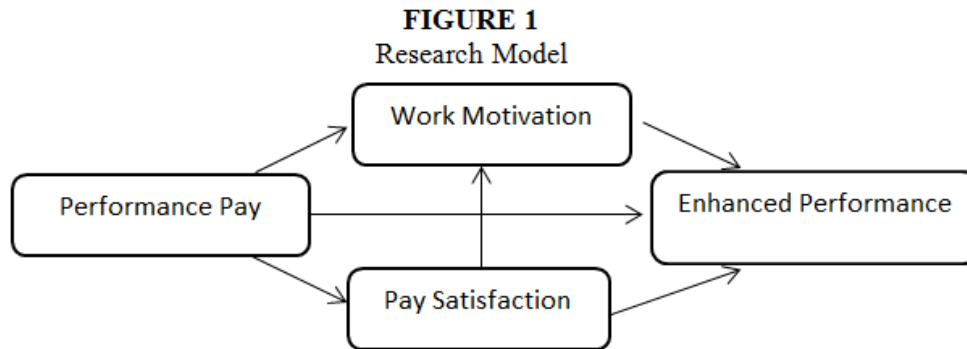 FIGURE 1
Research Model
Work Motivation
Performance Pay
Enhanced Performance
Pay Satisfaction